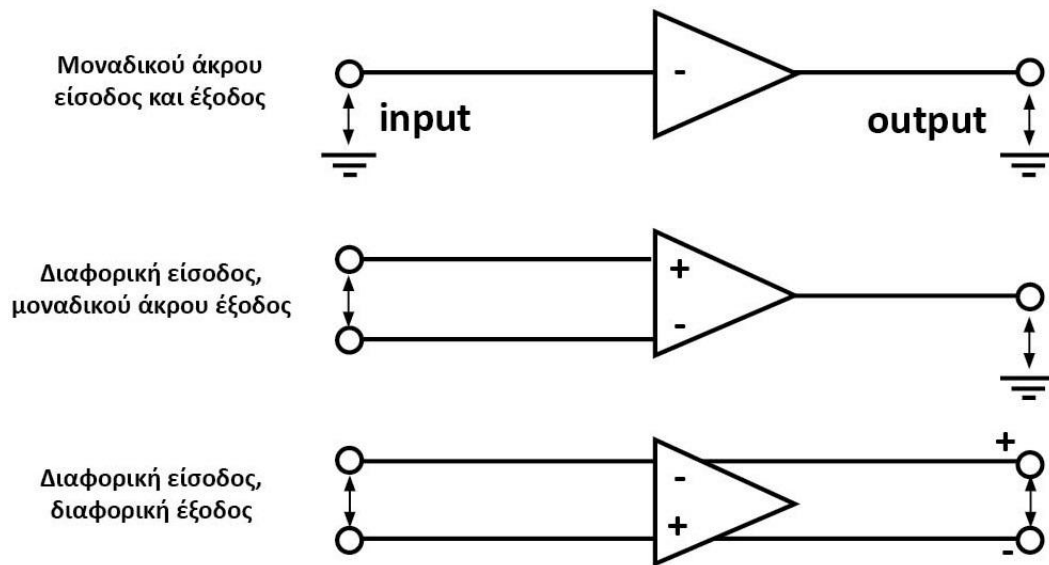 Μοναδικού άκρου
είσοδος και έξοδος
input
-
output
Διαφορική είσοδος,
μοναδικού άκρου έξοδος
+
-
Διαφορική είσοδος,
διαφορική έξοδος
-
+
+
-